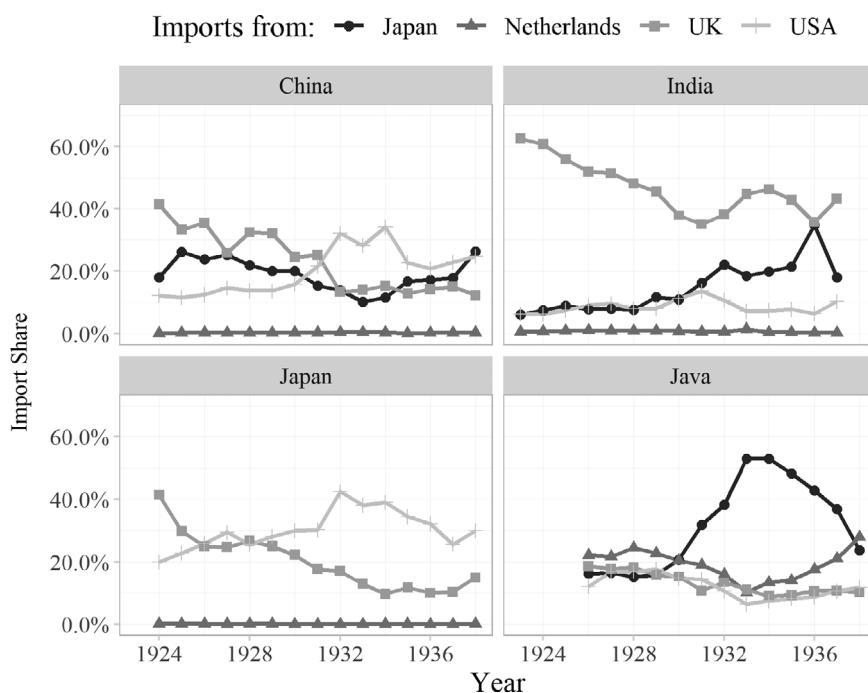 Imports from: Japan Netherlands UK USA
China India
60.0%
40.0%
20.0%
0.0%
Import Share
Japan Java
60.0%
40.0%
20.0%
0.0%
1924 1928 1932 1936 1924 1928 1932 1936
Year